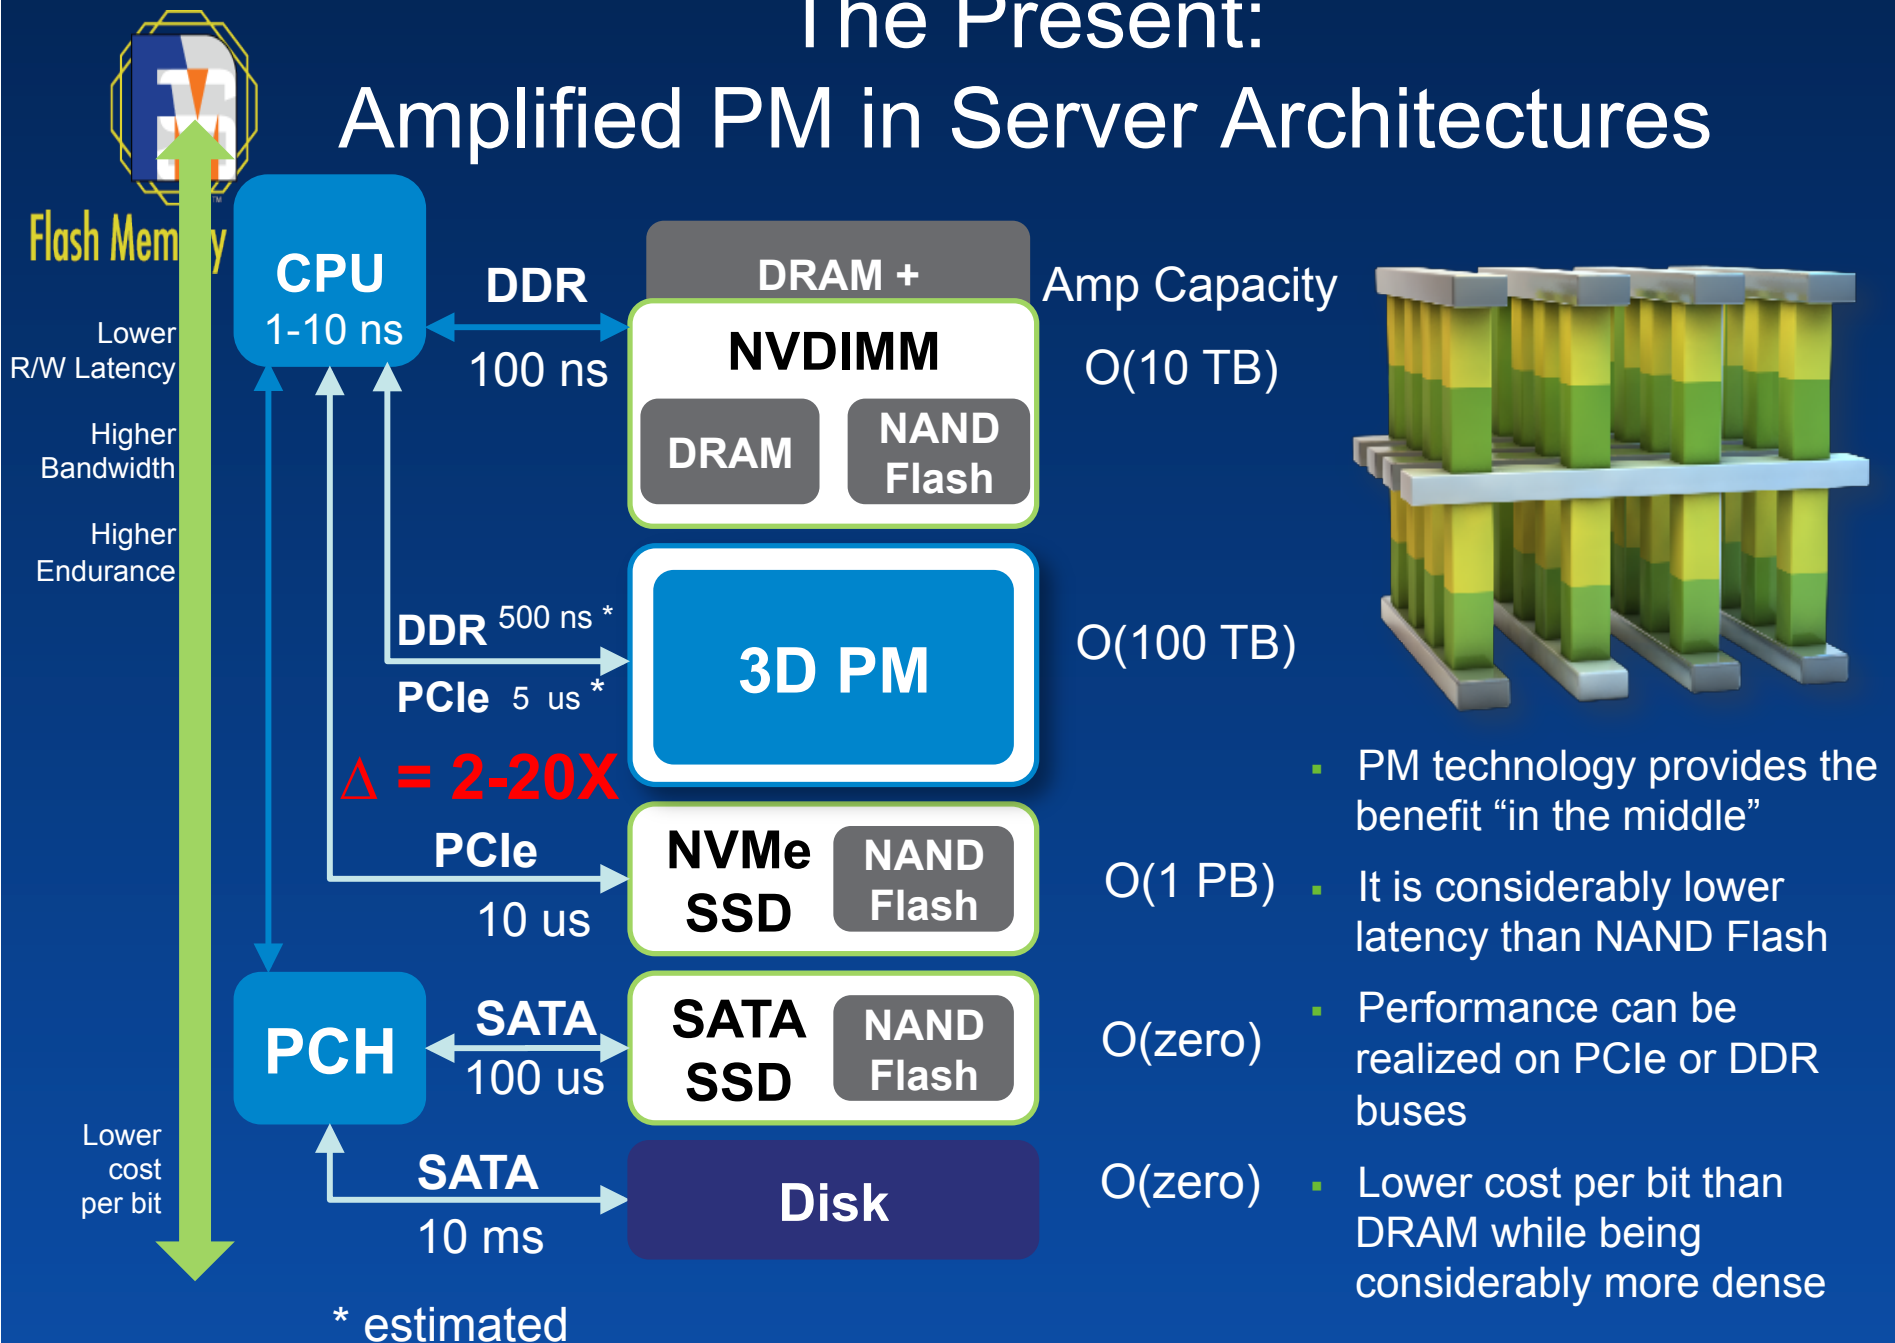 The Present:
Amplified PM in Server Architectures
Flash Mem y
Lower
R/W Latency
Higher
Bandwidth
Higher
Endurance
Lower
cost
per bit
CPU
1-10 ns
DDR
100 ns
DRAM +
NVDIMM
DRAM
NAND
Flash
Amp Capacity
O(10 TB)
DDR 500 ns *
PCIe 5 us *
3D PM
O(100 TB)
Δ = 2-20X
PCIe
10 us
NVMe
SSD
NAND
Flash
O(1 PB)
PCH
SATA
100 us
SATA
SSD
NAND
Flash
O(zero)
SATA
10 ms
Disk
O(zero)
* estimated
▪ PM technology provides the
benefit “in the middle”
▪ It is considerably lower
latency than NAND Flash
▪ Performance can be
realized on PCIe or DDR
buses
▪ Lower cost per bit than
DRAM while being
considerably more dense